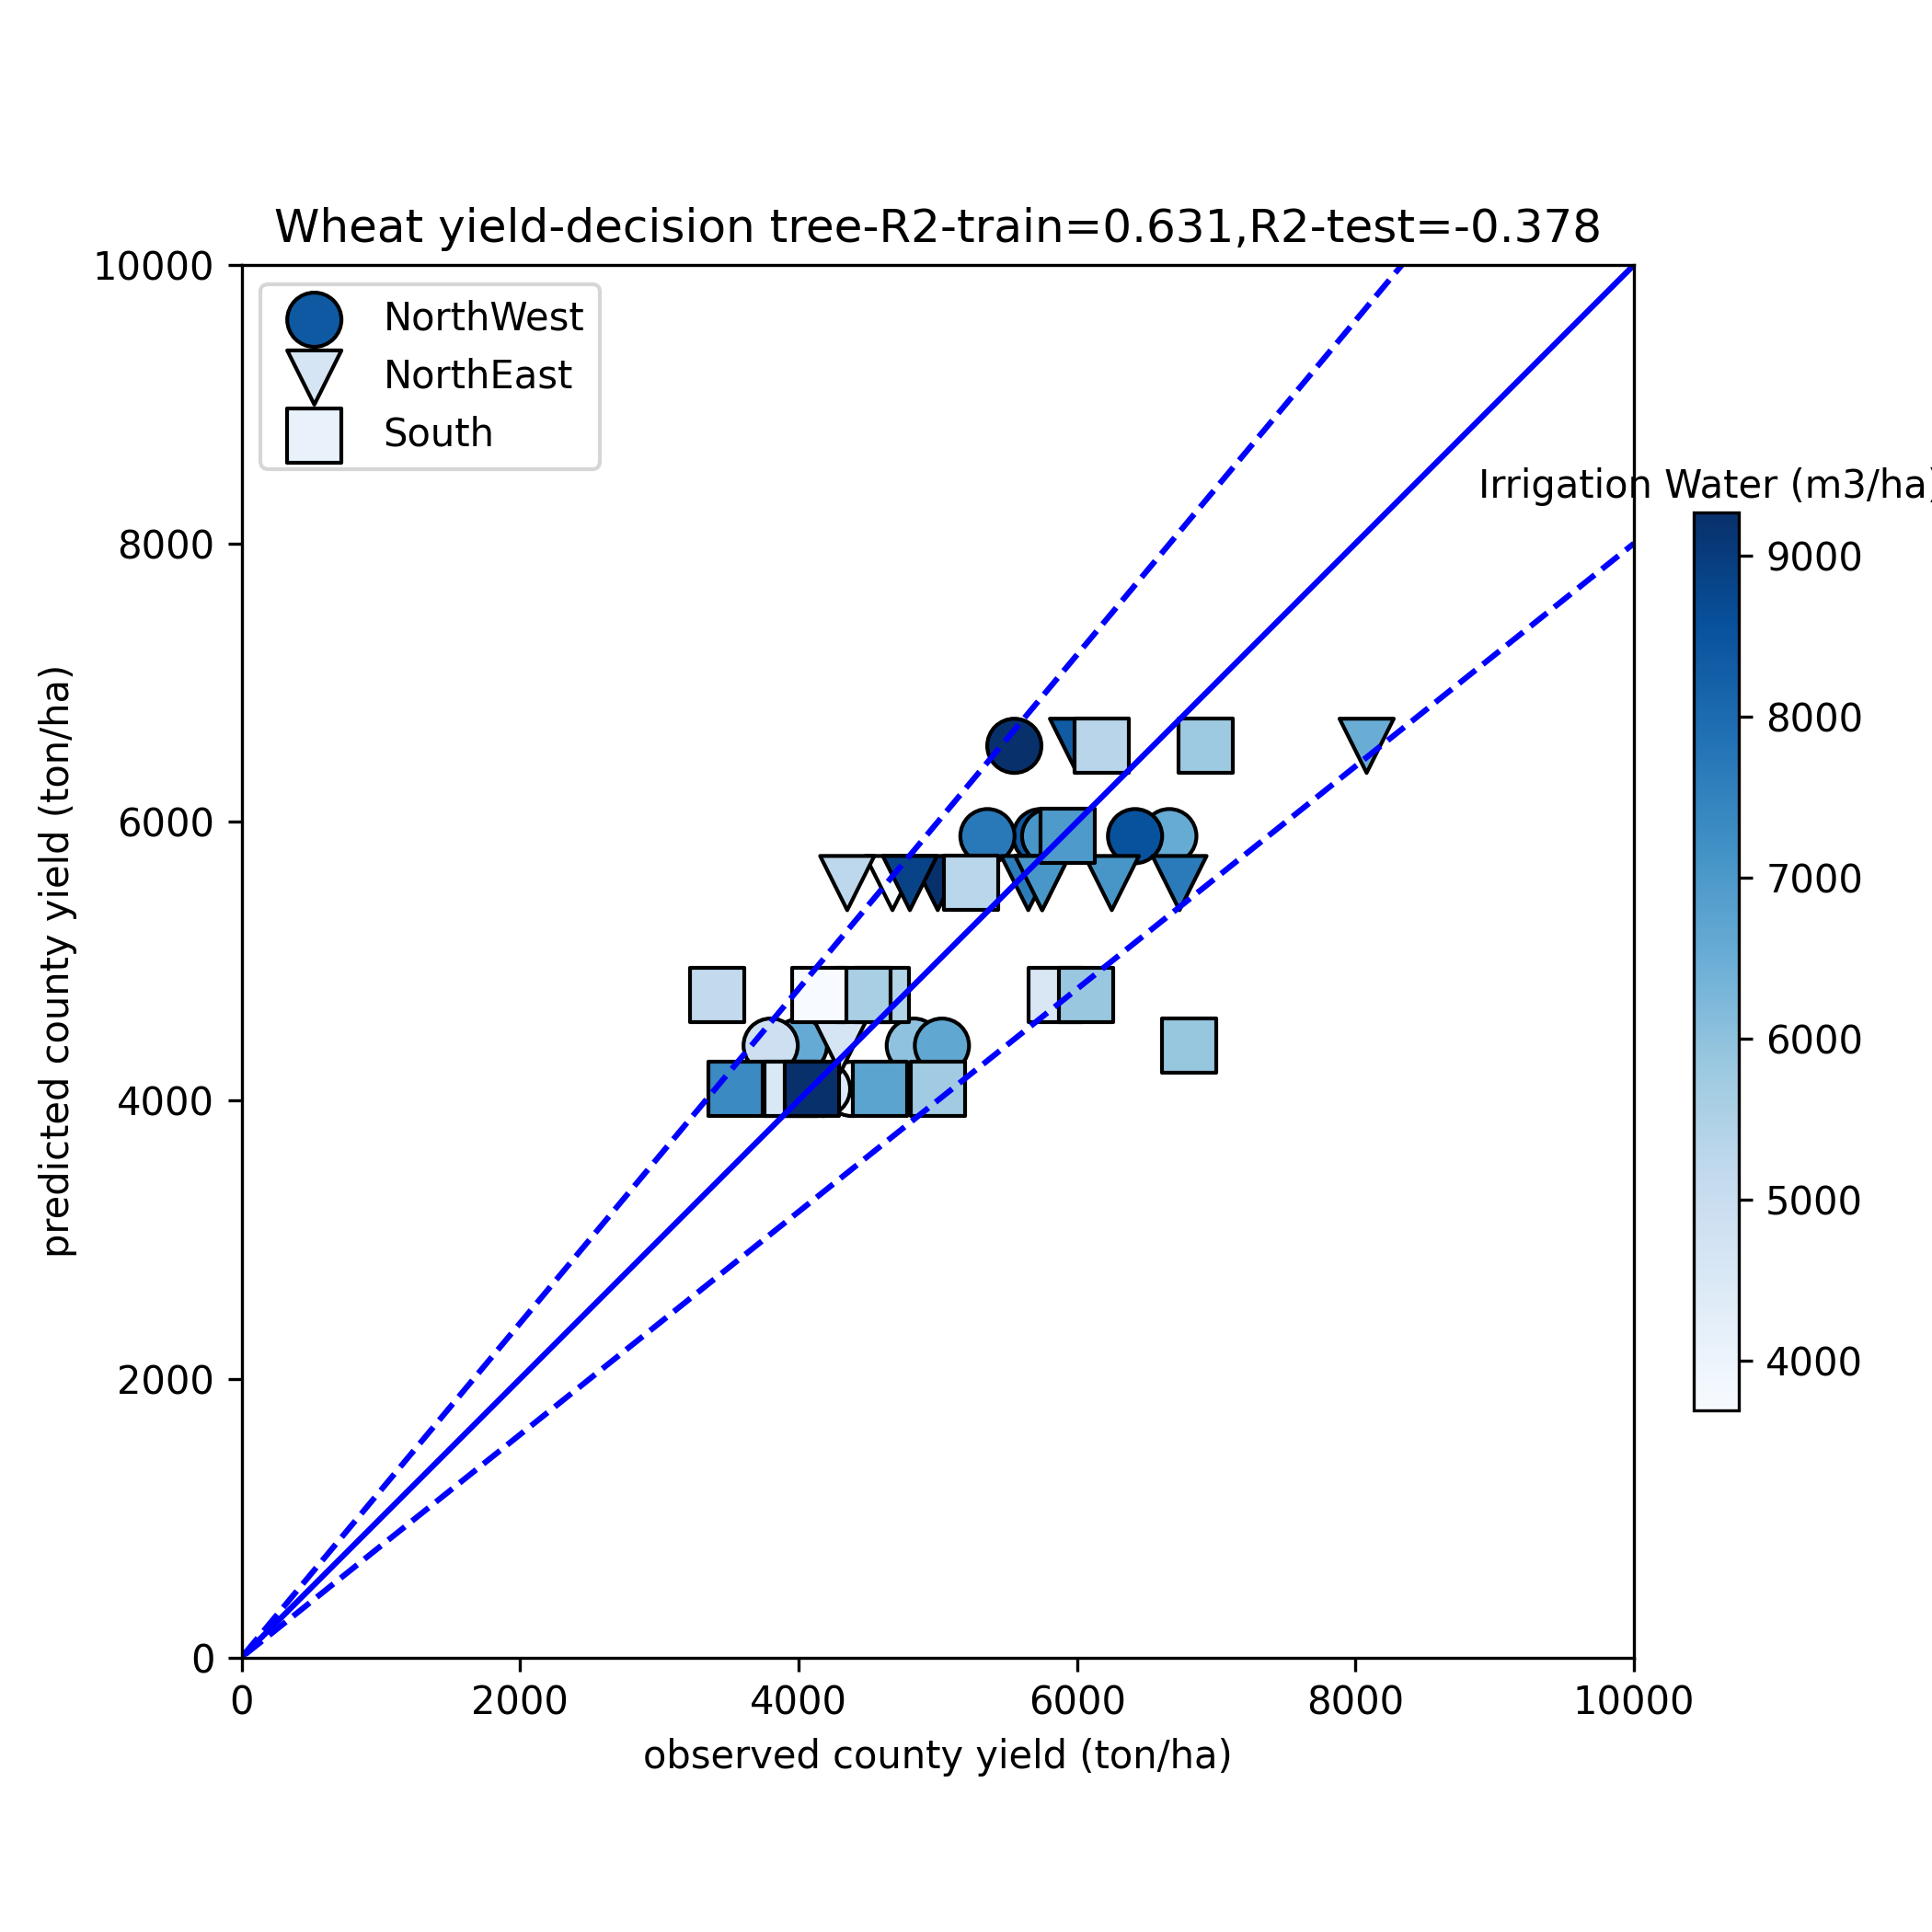 Wheat yield-decision tree-R2-train=0.631,R2-test=-0.378
NorthWest
NorthEast
South
Irrigation Water (m3/ha)
9000
8000
7000
6000
5000
4000
predicted county yield (ton/ha)
10000
8000
6000
4000
2000
0
0
2000
4000
6000
8000
10000
observed county yield (ton/ha)